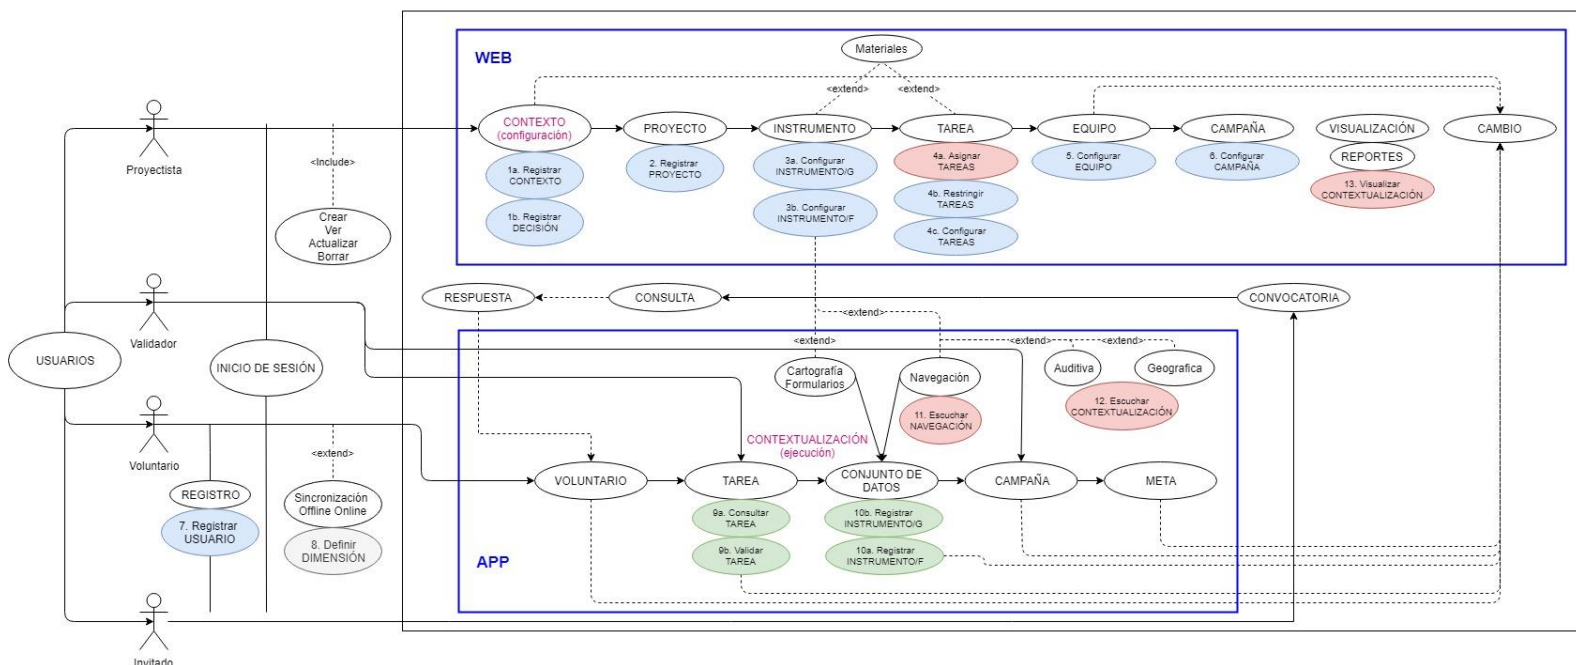 WEB
Materiales
<extend>
<extend>
CONTEXTO
(configuración)
PROYECTO
INSTRUMENTO
TAREA
EQUIPO
CAMPAÑA
VISUALIZACIÓN
CAMBIO
REPORTES
1a. Registrar
CONTEXTO
1b. Registrar
DECISIÓN
2. Registrar
PROYECTO
3a. Configurar
INSTRUMENTO/G
3b. Configurar
INSTRUMENTO/F
4a. Asignar
TAREAS
4b. Restringir
TAREAS
4c. Configurar
TAREAS
5. Configurar
EQUIPO
6. Configurar
CAMPAÑA
13. Visualizar
CONTEXTUALIZACIÓN
Proyectista
<Include>
Crear
Ver
Actualizar
Borrar
RESPUESTA
CONSULTA
CONVOCATORIA
Validador
USUARIOS
INICIO DE SESIÓN
<extend>
<extend>
<extend>
<extend>
Cartografía
Formularios
Navegación
Auditiva
Geografica
11. Escuchar
NAVEGACIÓN
12. Escuchar
CONTEXTUALIZACIÓN
Voluntario
<extend>
CONTEXTUALIZACIÓN
(ejecución)
VOLUNTARIO
TAREA
CONJUNTO DE
DATOS
CAMPAÑA
META
REGISTRO
7. Registrar
USUARIO
Sincronización
Offline Online
8. Definir
DIMENSIÓN
9a. Consultar
TAREA
9b. Validar
TAREA
10b. Registrar
INSTRUMENTO/G
10a. Registrar
INSTRUMENTO/F
APP
Invitado